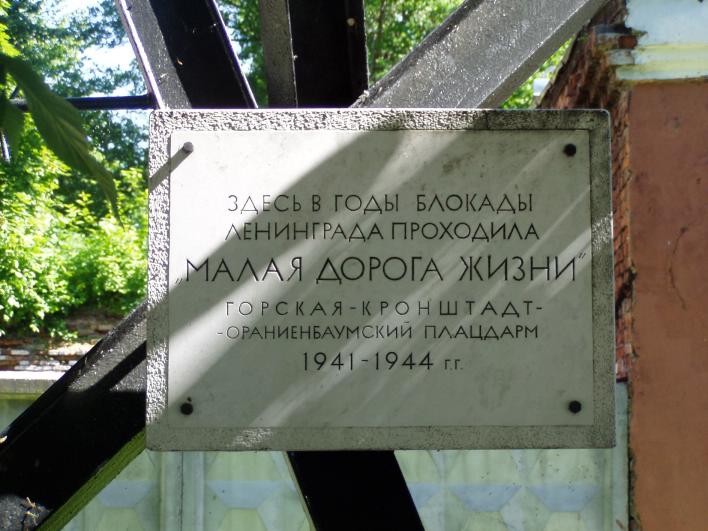 ЗДЕСЬ В ГОДЫ БЛОКАДЫ
ЛЕНИНГРАДА ПРОХОДИЛА
„МАЛАЯ ДОРОГА ЖИЗНИ"
ГОРСКАЯ-КРОНШТАДТ-
-ОРАНИЕНБАУМСКИЙ ПЛАЦДАРМ
1941-1944 г.г.